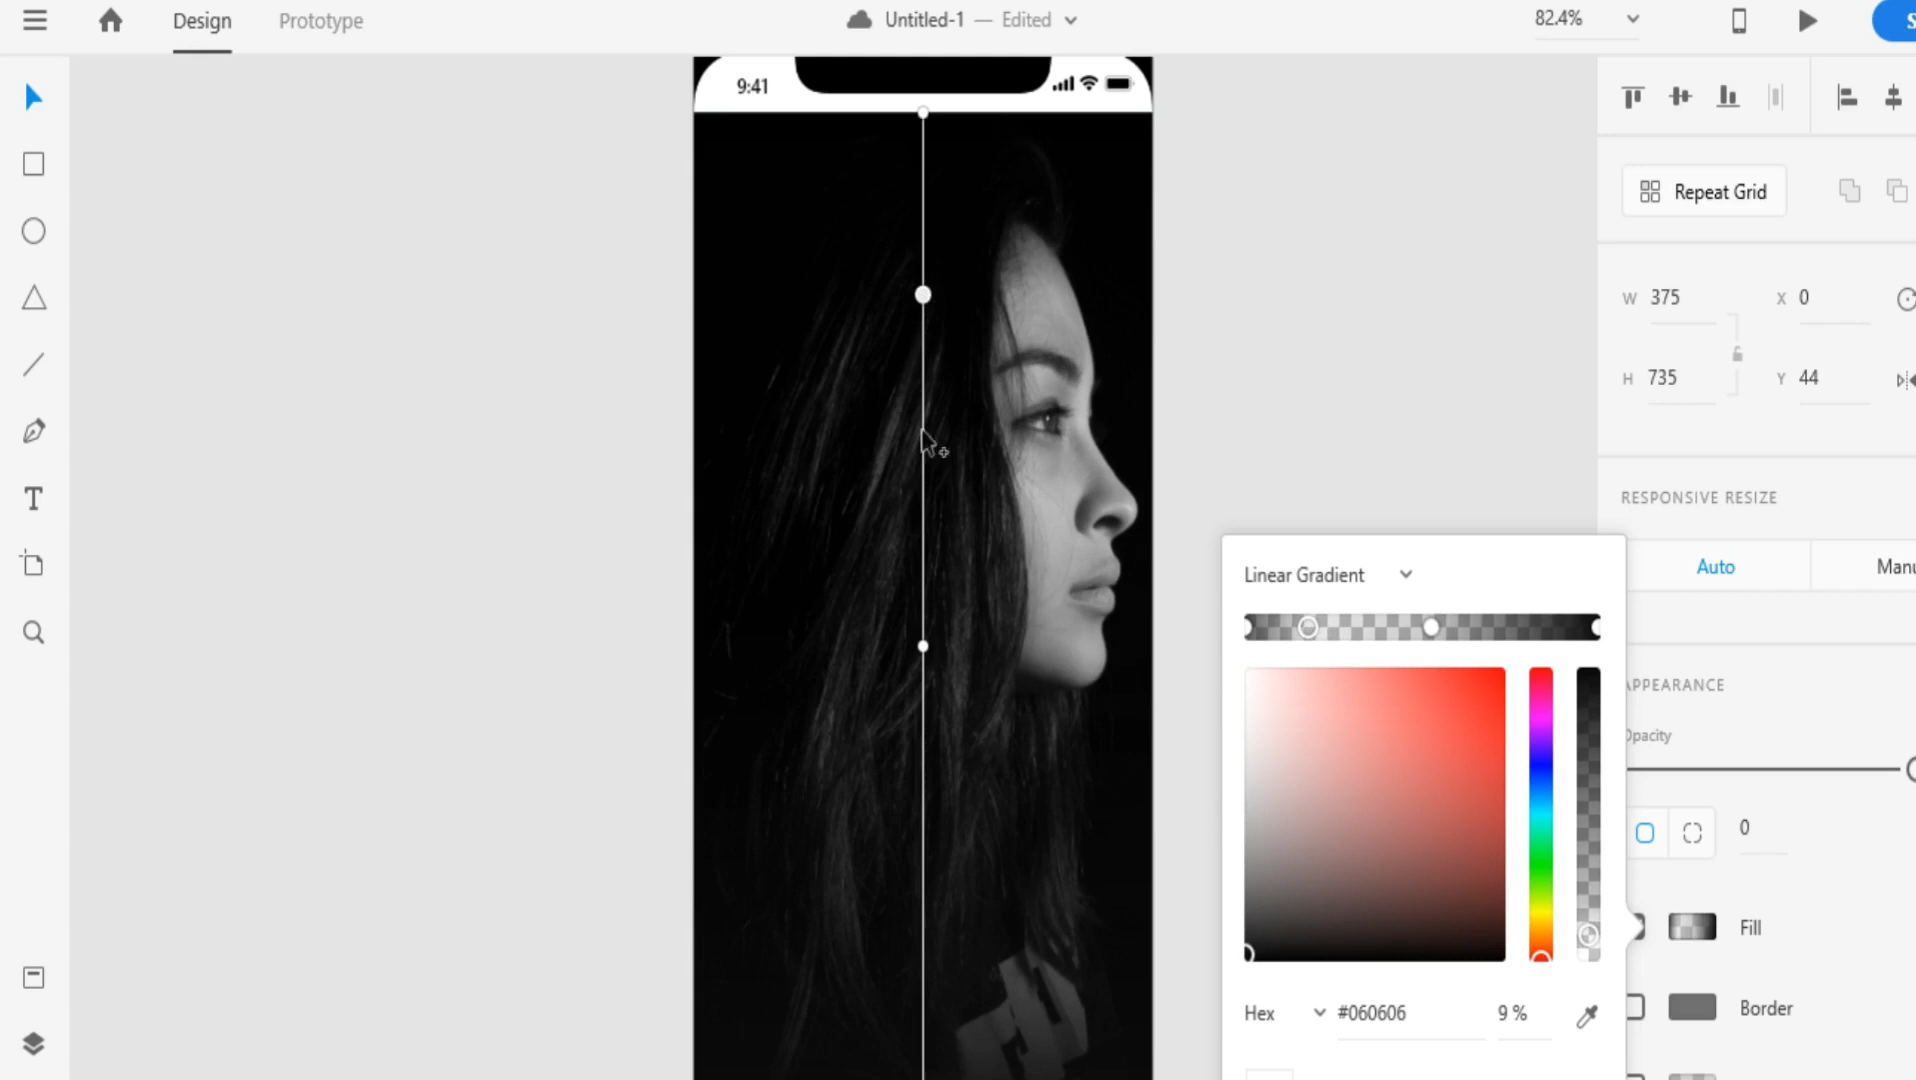 Design Prototype Untitled-1 — Edited 82.4%
9:41
Repeat Grid
W 375 X 0
H 735 Y 44
RESPONSIVE RESIZE
Linear Gradient
Auto
APPEARANCE
Opacity
0
Fill
Border
Hex #060606 9 %